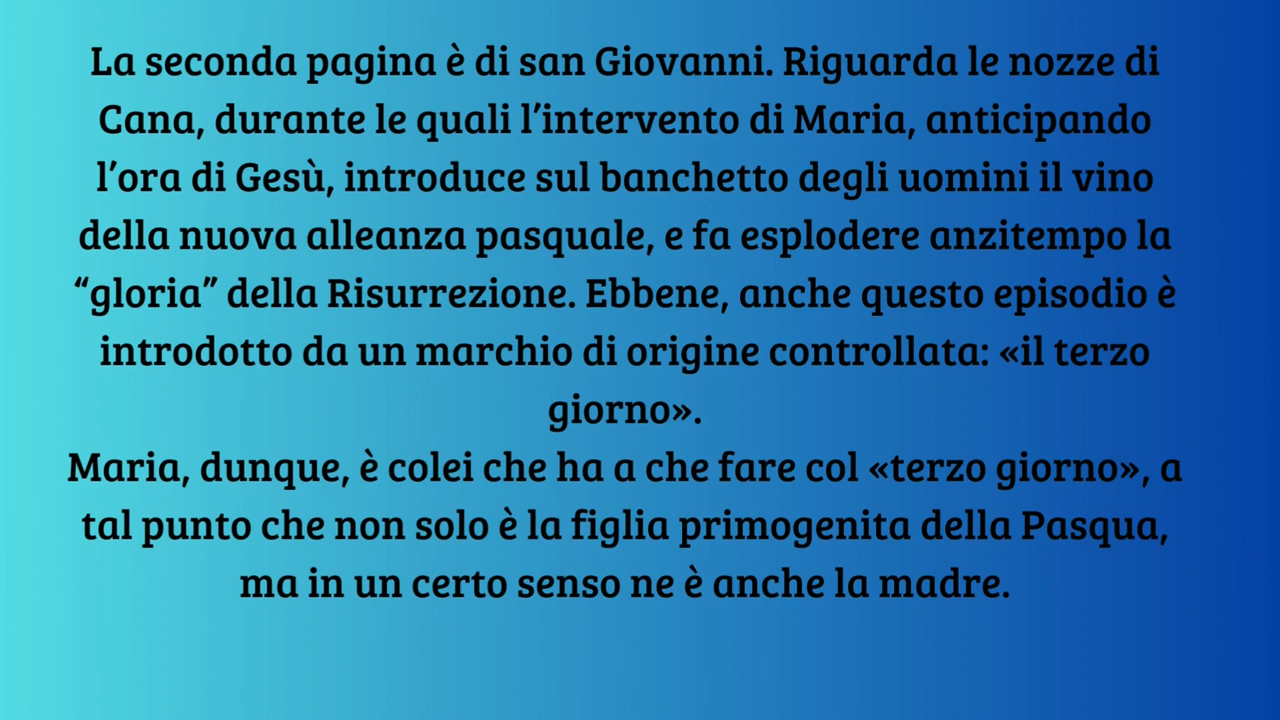 La seconda pagina è di san Giovanni. Riguarda le nozze di
Cana, durante le quali l’intervento di Maria, anticipando
l’ora di Gesù, introduce sul banchetto degli uomini il vino
della nuova alleanza pasquale, e fa esplodere anzitempo la
“gloria” della Risurrezione. Ebbene, anche questo episodio è
introdotto da un marchio di origine controllata: «il terzo
giorno».
Maria, dunque, è colei che ha a che fare col «terzo giorno», a
tal punto che non solo è la figlia primogenita della Pasqua,
ma in un certo senso ne è anche la madre.